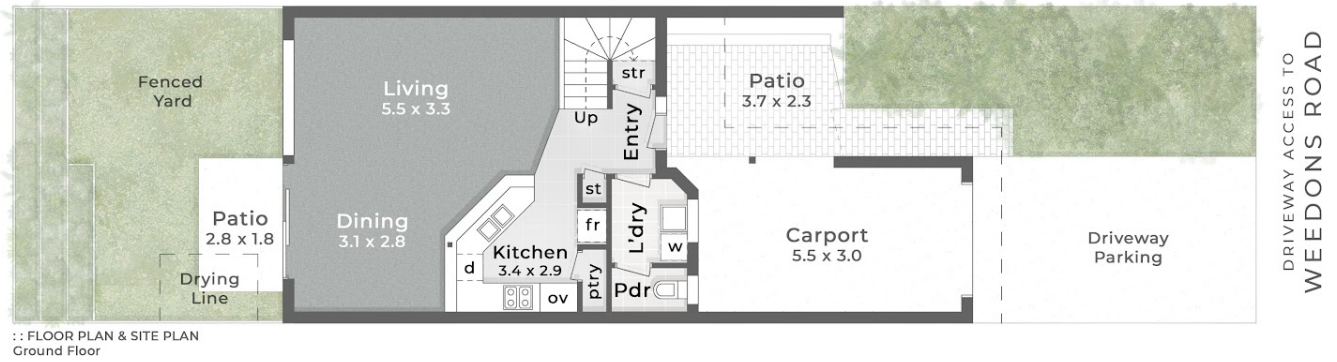 Fenced
Yard
Living
5.5 x 3.3
str
Up
Entry
Patio
3.7 x 2.3
DRIVEWAY ACCESS TO
WEEDONS ROAD
Patio
2.8 x 1.8
Dining
3.1 x 2.8
st
fr
L'dry
w
Kitchen
3.4 x 2.9
d
ov
ptry
Pdr
Carport
5.5 x 3.0
Driveway
Parking
Drying
Line
:: FLOOR PLAN & SITE PLAN
Ground Floor